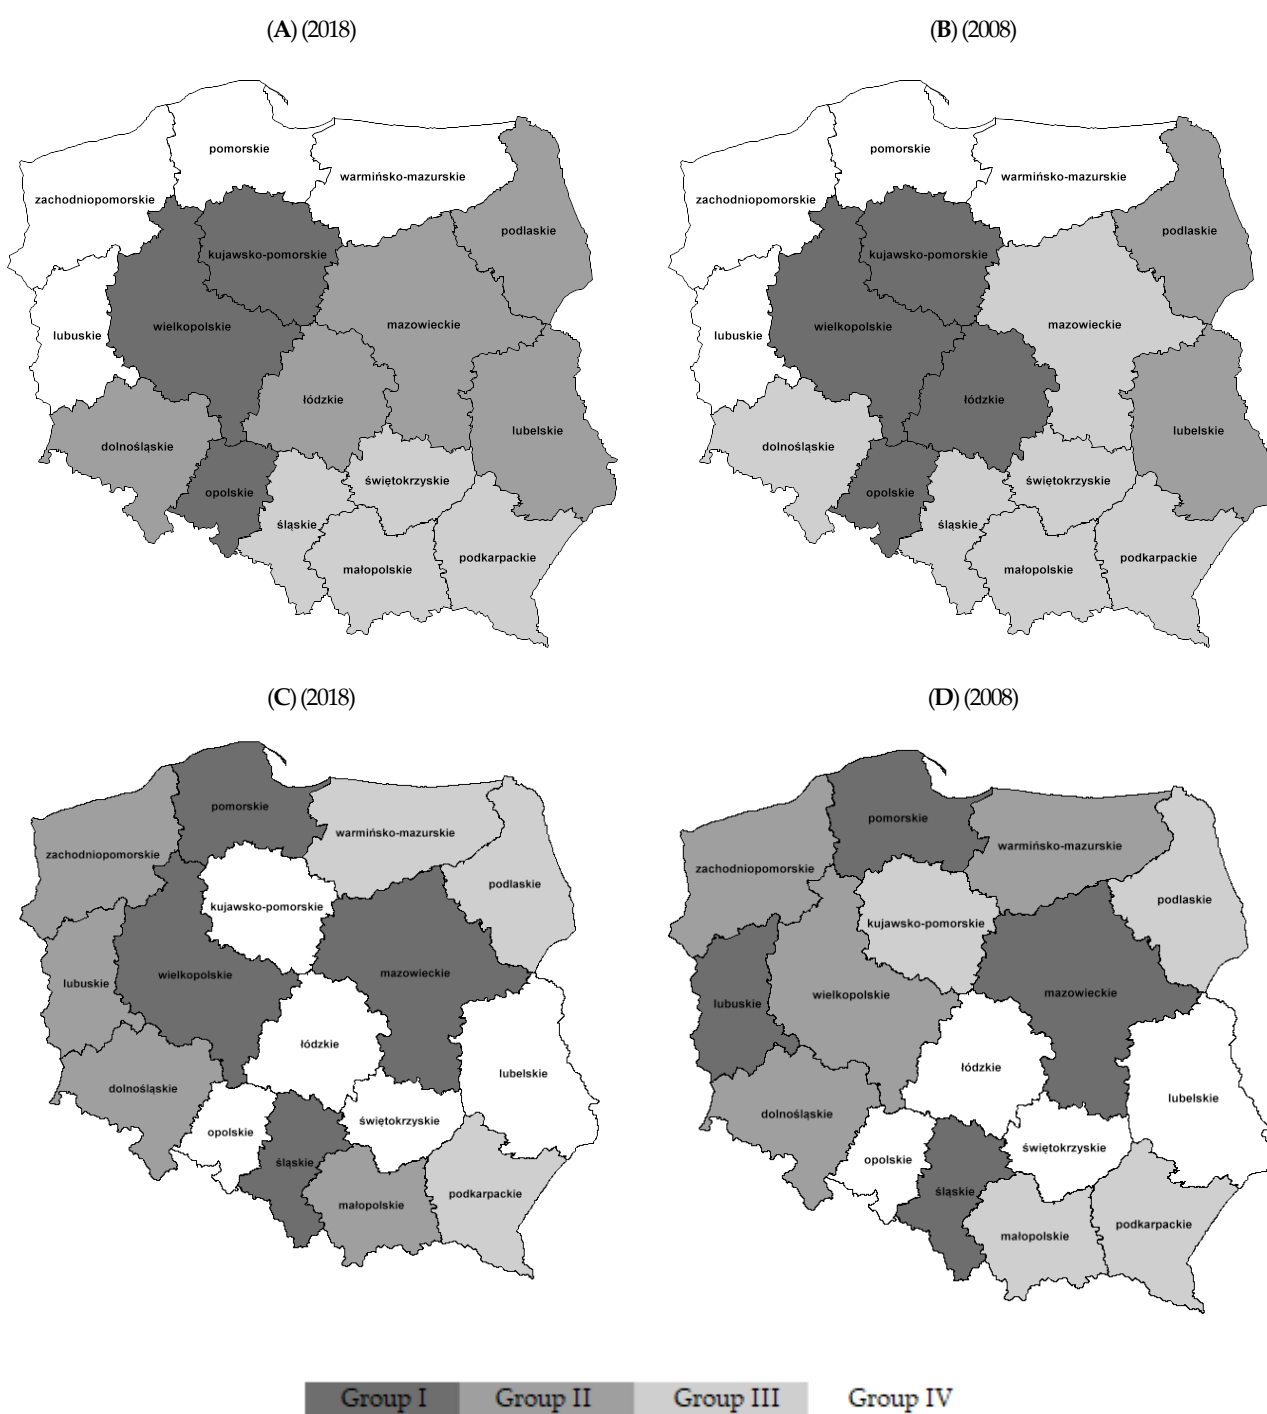 (A) (2018)
(B) (2008)
pomorskie
warmińsko-mazurskie
zachodniopomorskie
podlaskie
kujawsko-pomorskie
wielkopolskie
mazowieckie
lubuskie
łódzkie
lubelskie
dolnośląskie
świętokrzyskie
opolskie
śląskie
podkarpackie
małopolskie
pomorskie
warmińsko-mazurskie
zachodniopomorskie
podlaskie
kujawsko-pomorskie
wielkopolskie
mazowieckie
lubuskie
łódzkie
lubelskie
dolnośląskie
świętokrzyskie
opolskie
śląskie
podkarpackie
małopolskie
(C) (2018)
(D) (2008)
pomorskie
warmińsko-mazurskie
zachodniopomorskie
podlaskie
kujawsko-pomorskie
wielkopolskie
mazowieckie
lubuskie
łódzkie
lubelskie
dolnośląskie
świętokrzyskie
opolskie
śląskie
podkarpackie
małopolskie
pomorskie
warmińsko-mazurskie
zachodniopomorskie
podlaskie
kujawsko-pomorskie
wielkopolskie
mazowieckie
lubuskie
łódzkie
lubelskie
dolnośląskie
świętokrzyskie
opolskie
śląskie
podkarpackie
małopolskie
Group I Group II Group III Group IV